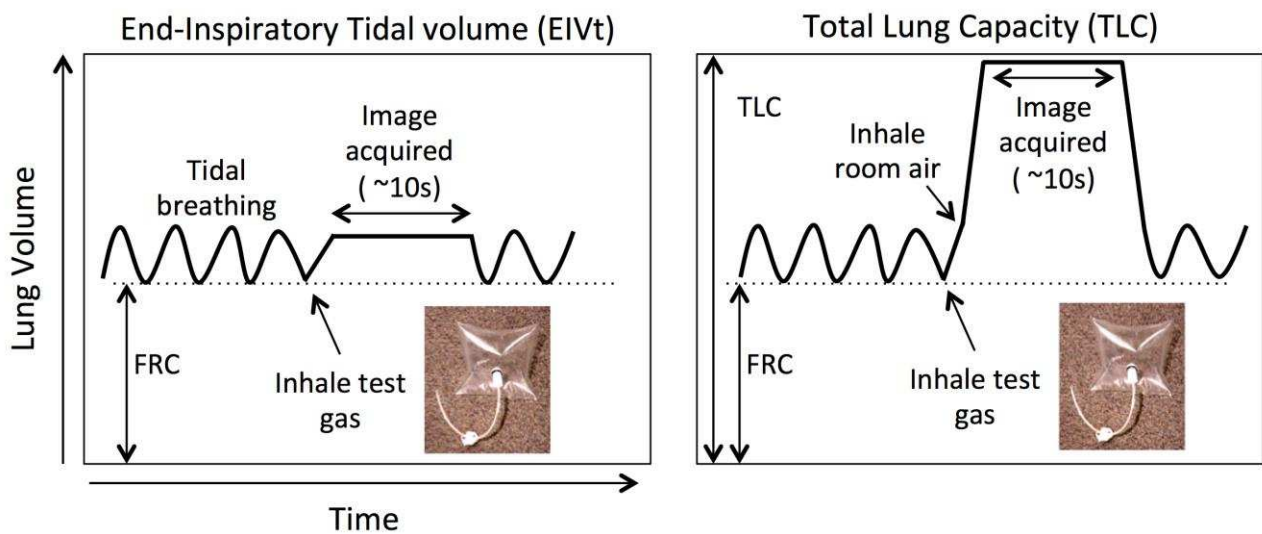 End-Inspiratory Tidal volume (EIVt)
Lung Volume
Tidal
breathing
Image
acquired
( ~10s)
FRC
Inhale test
gas
Time
Total Lung Capacity (TLC)
TLC
Inhale
room air
Image
acquired
( ~10s)
FRC
Inhale test
gas